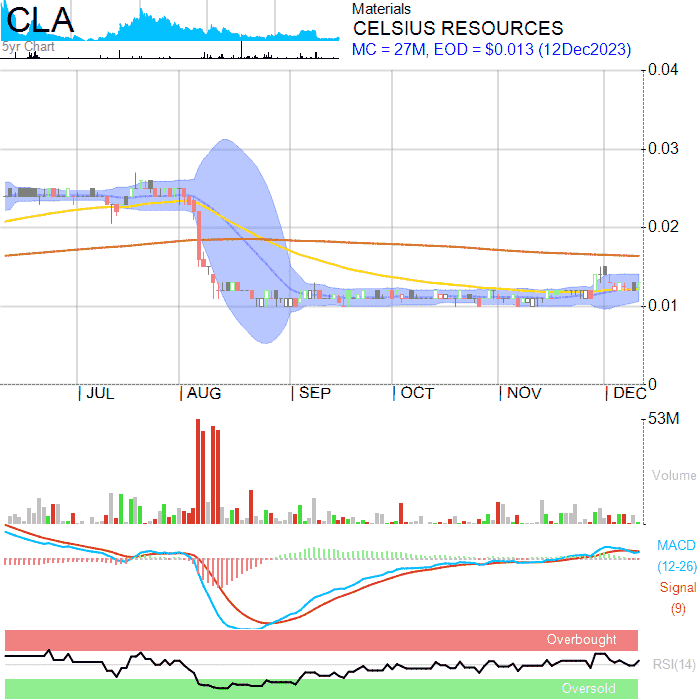 CLA
5yr Chart
Materials
CELSIUS RESOURCES
MC = 27M, EOD = $0.013 (12Dec2023)
0.04
0.03
0.02
0.01
0
JUL AUG SEP OCT NOV DEC
53M
Volume
MACD
(12-26)
Signal
(9)
Overbought
RSI(14)
Oversold